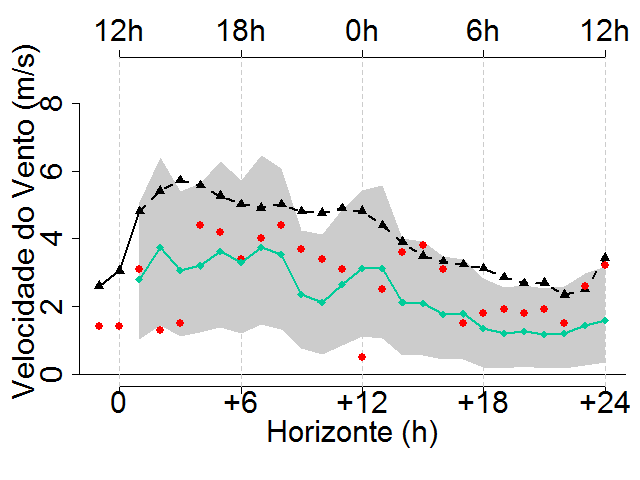 12h 18h 0h 6h 12h
Velocidade do Vento (m/s)
8
6
4
2
0
0 +6 +12 +18 +24
Horizonte (h)